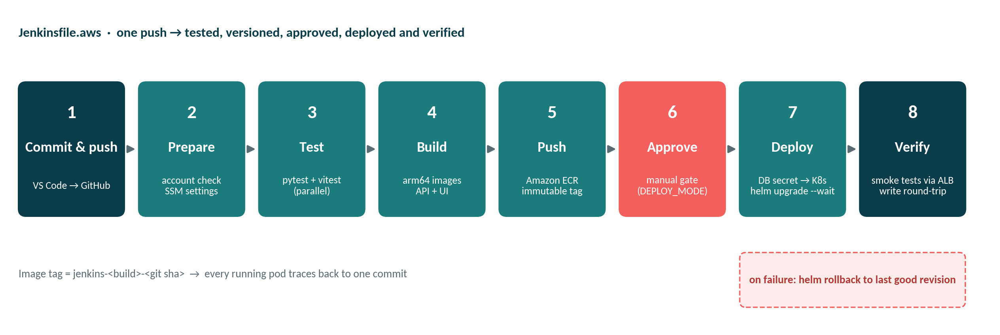 Jenkinsfile.aws · one push → tested, versioned, approved, deployed and verified
1
Commit & push
VS Code → GitHub
2
Prepare
account check
SSM settings
3
Test
pytest + vitest
(parallel)
4
Build
arm64 images
API + UI
5
Push
Amazon ECR
immutable tag
6
Approve
manual gate
(DEPLOY_MODE)
7
Deploy
DB secret → K8s
helm upgrade --wait
8
Verify
smoke tests via ALB
write round-trip
Image tag = jenkins-<build>-<git sha> → every running pod traces back to one commit
on failure: helm rollback to last good revision